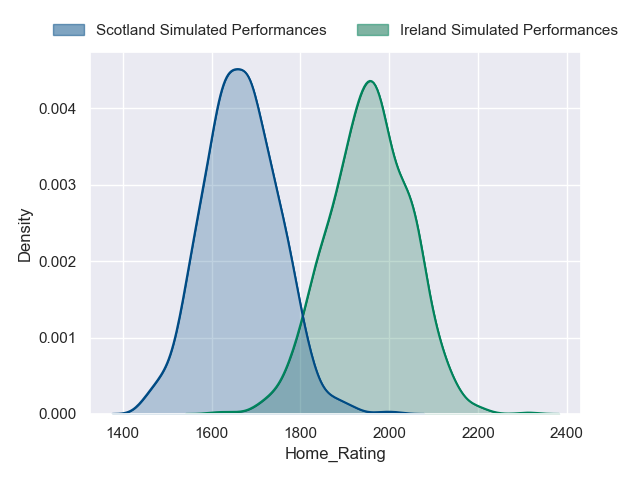 Scotland Simulated Performances
Ireland Simulated Performances
Density
0.004
0.003
0.002
0.001
0.000
1400 1600 1800 2000 2200 2400
Home_Rating